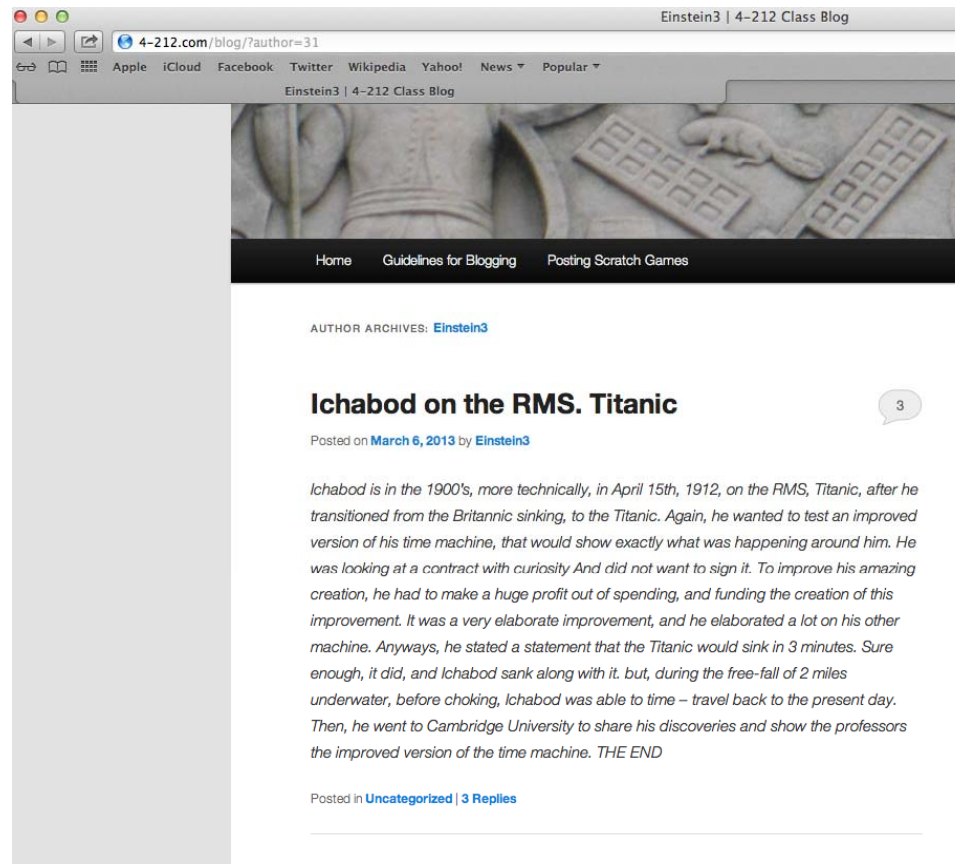 Einstein3 | 4-212 Class Blog
4-212.com/blog/?author=31
Apple iCloud Facebook Twitter Wikipedia Yahoo! News Popular
Einstein3 | 4-212 Class Blog
Home Guidelines for Blogging Posting Scratch Games
AUTHOR ARCHIVES: Einstein3
Ichabod on the RMS. Titanic 3
Posted on March 6, 2013 by Einstein3
Ichabod is in the 1900's, more technically, in April 15th, 1912, on the RMS, Titanic, after he
transitioned from the Britannic sinking, to the Titanic. Again, he wanted to test an improved
version of his time machine, that would show exactly what was happening around him. He
was looking at a contract with curiosity And did not want to sign it. To improve his amazing
creation, he had to make a huge profit out of spending, and funding the creation of this
improvement. It was a very elaborate improvement, and he elaborated a lot on his other
machine. Anyways, he stated a statement that the Titanic would sink in 3 minutes. Sure
enough, it did, and Ichabod sank along with it. but, during the free-fall of 2 miles
underwater, before choking, Ichabod was able to time – travel back to the present day.
Then, he went to Cambridge University to share his discoveries and show the professors
the improved version of the time machine. THE END
Posted in Uncategorized | 3 Replies